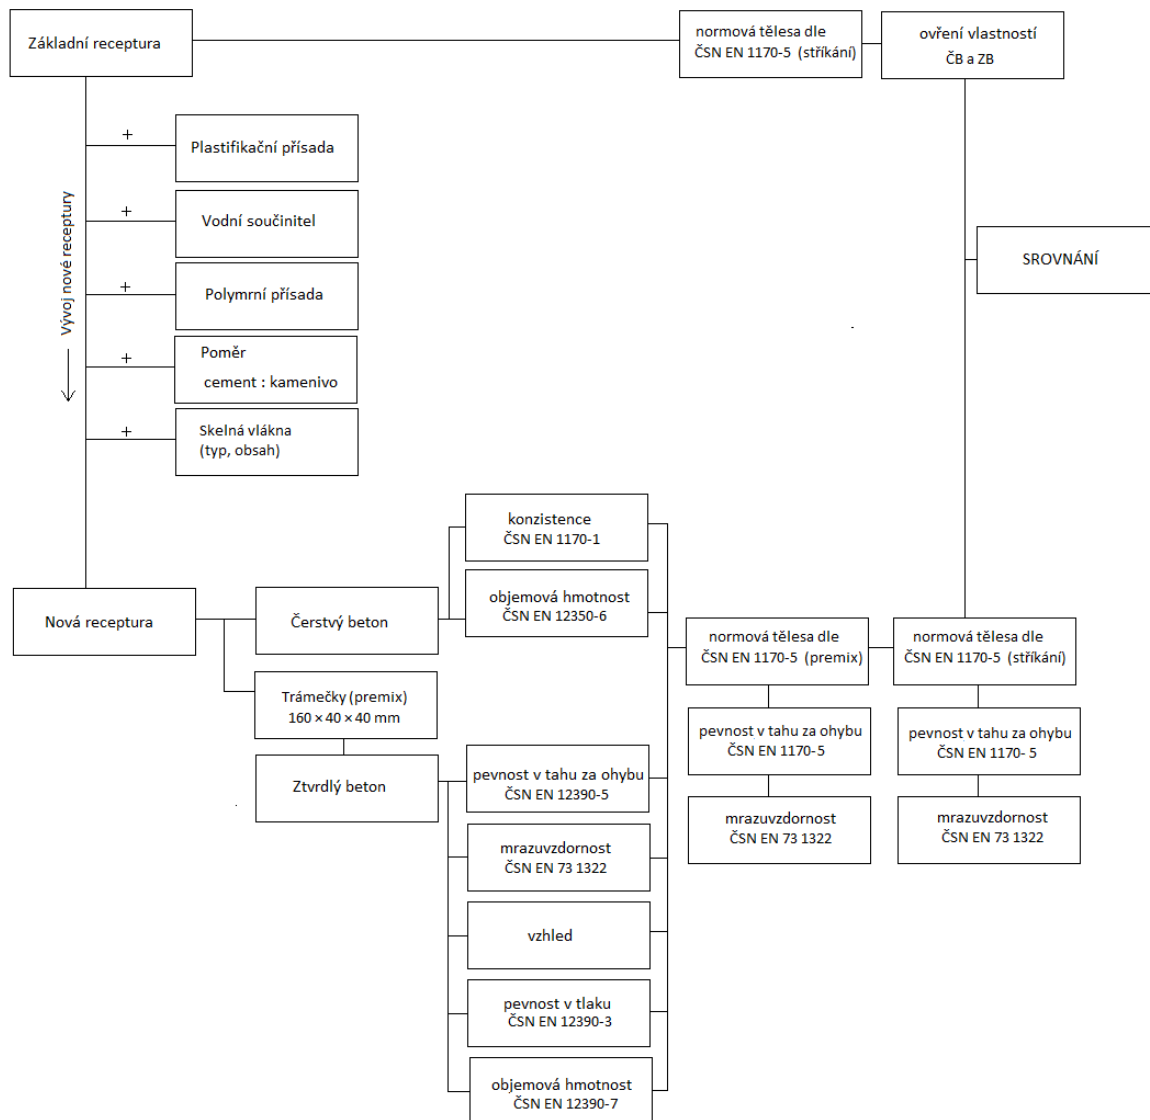 Základní receptura
normová tělesa dle
ČSN EN 1170-5 (stříkání)
ovření vlastností
ČB a ZB
+
Plastifikační přísada
+
Vodní součinitel
+
Polymrní přísada
+
Poměr
cement : kamenivo
+
Skelná vlákna
(typ, obsah)
Vývoj nové receptury
SROVNÁNÍ
konzistence
ČSN EN 1170-1
objemová hmotnost
ČSN EN 12350-6
Nová receptura
Čerstvý beton
normová tělesa dle
ČSN EN 1170-5 (premix)
normová tělesa dle
ČSN EN 1170-5 (stříkání)
Trámečky (premix)
160 × 40 × 40 mm
Ztvrdlý beton
pevnost v tahu za ohybu
ČSN EN 12390-5
pevnost v tahu za ohybu
ČSN EN 1170-5
pevnost v tahu za ohybu
ČSN EN 1170- 5
mrazuvzdornost
ČSN EN 73 1322
mrazuvzdornost
ČSN EN 73 1322
mrazuvzdornost
ČSN EN 73 1322
vzhled
pevnost v tlaku
ČSN EN 12390-3
objemová hmotnost
ČSN EN 12390-7